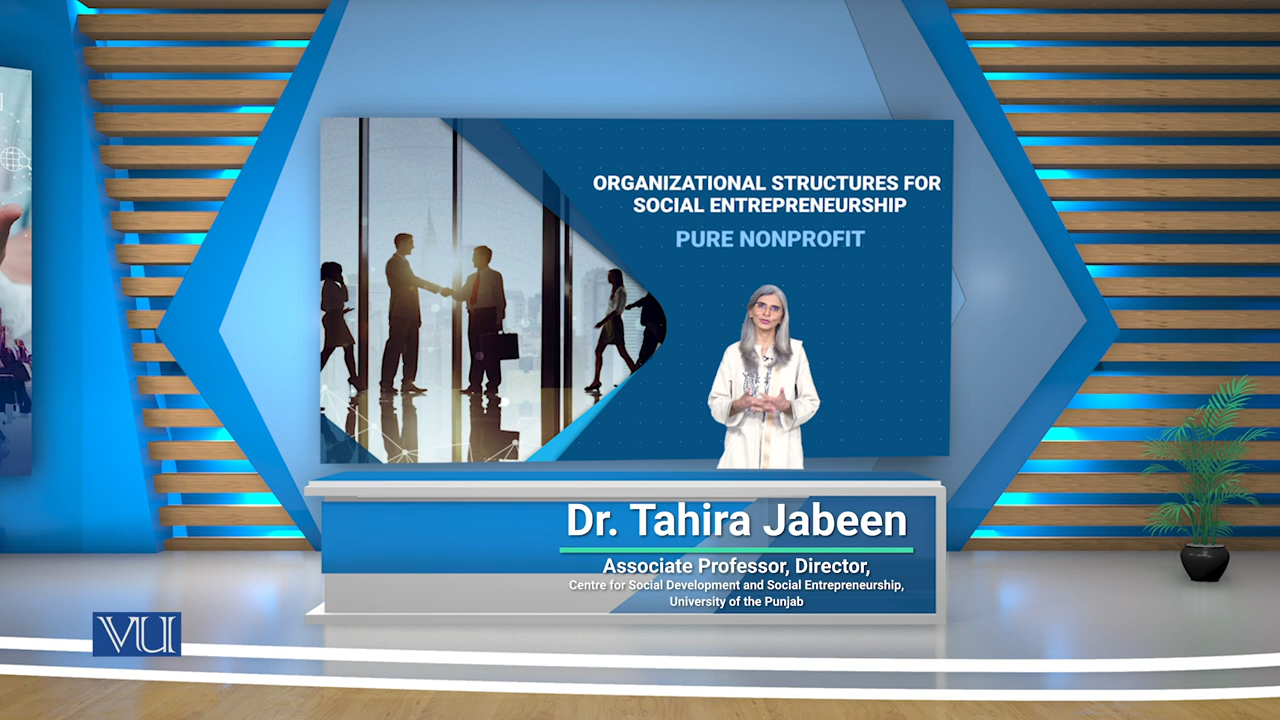 ORGANIZATIONAL STRUCTURES FOR
SOCIAL ENTREPRENEURSHIP
PURE NONPROFIT
Dr. Tahira Jabeen
Associate Professor, Director,
Centre for Social Development and Social Entrepreneurship,
University of the Punjab
VU